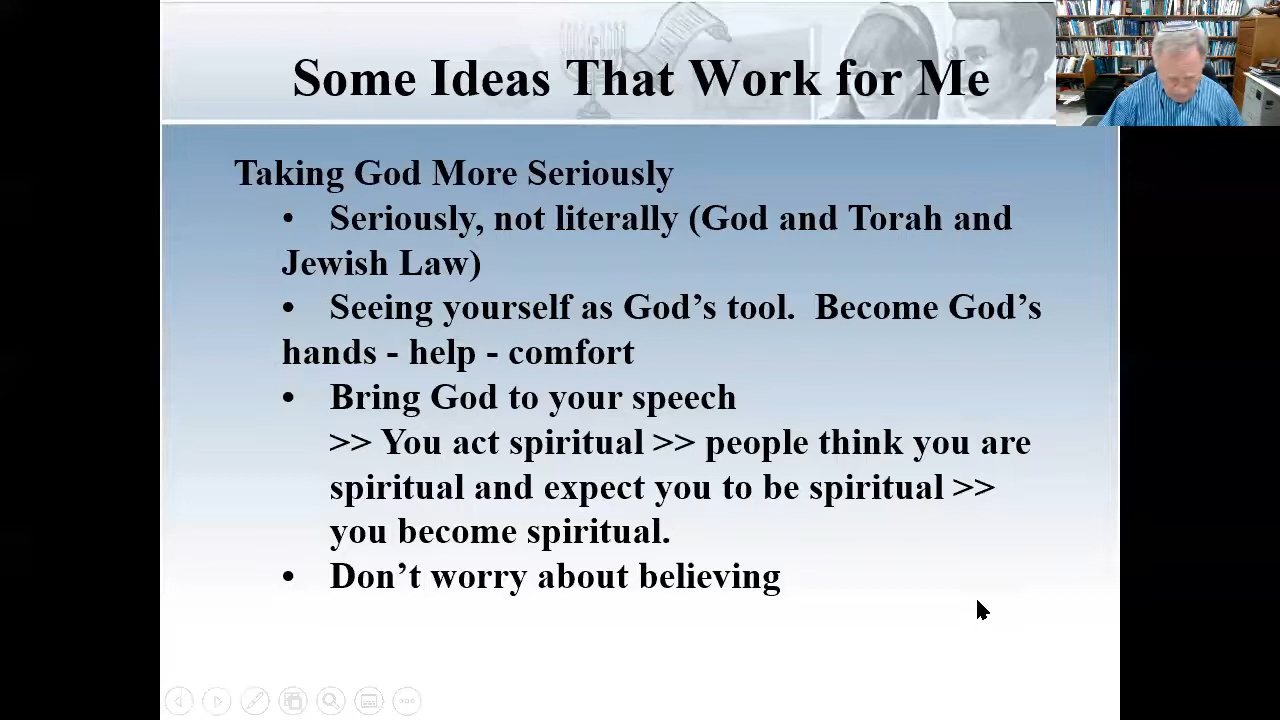 Some Ideas That Work for Me
Taking God More Seriously
• Seriously, not literally (God and Torah and
Jewish Law)
• Seeing yourself as God’s tool.  Become God’s
hands - help - comfort
• Bring God to your speech
>> You act spiritual >> people think you are
spiritual and expect you to be spiritual >>
you become spiritual.
• Don’t worry about believing